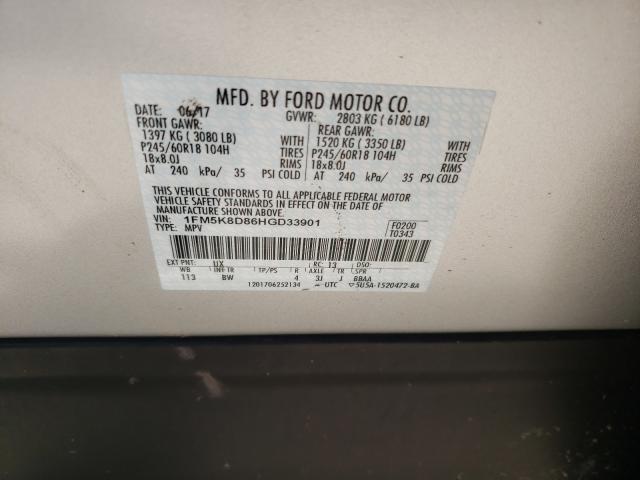 MFD. BY FORD MOTOR CO.
DATE: 06/17 GVWR: 2803 KG ( 6180 LB)
FRONT GAWR: REAR GAWR:
1397 KG ( 3080 LB) WITH 1520 KG ( 3350 LB) WITH
P245/60R18 104H TIRES P245/60R18 104H TIRES
18x8.0J RIMS 18x8.0J RIMS
AT 240 kPa/ 35 PSI COLD AT 240 kPa/ 35 PSI COLD
THIS VEHICLE CONFORMS TO ALL APPLICABLE FEDERAL MOTOR
VEHICLE SAFETY STANDARDS IN EFFECT ON THE DATE OF
MANUFACTURE SHOWN ABOVE.
VIN: 1FM5K8D86HGD33901 F0200
TYPE: MPV T0343
EXT PNT: UX RC: 13 DSO:
WB INT TR TP/PS R AXLE TR SPR
113 BW 4 3J J BBAA
1201706252134 UTC ▽5U5A-1520472-BA